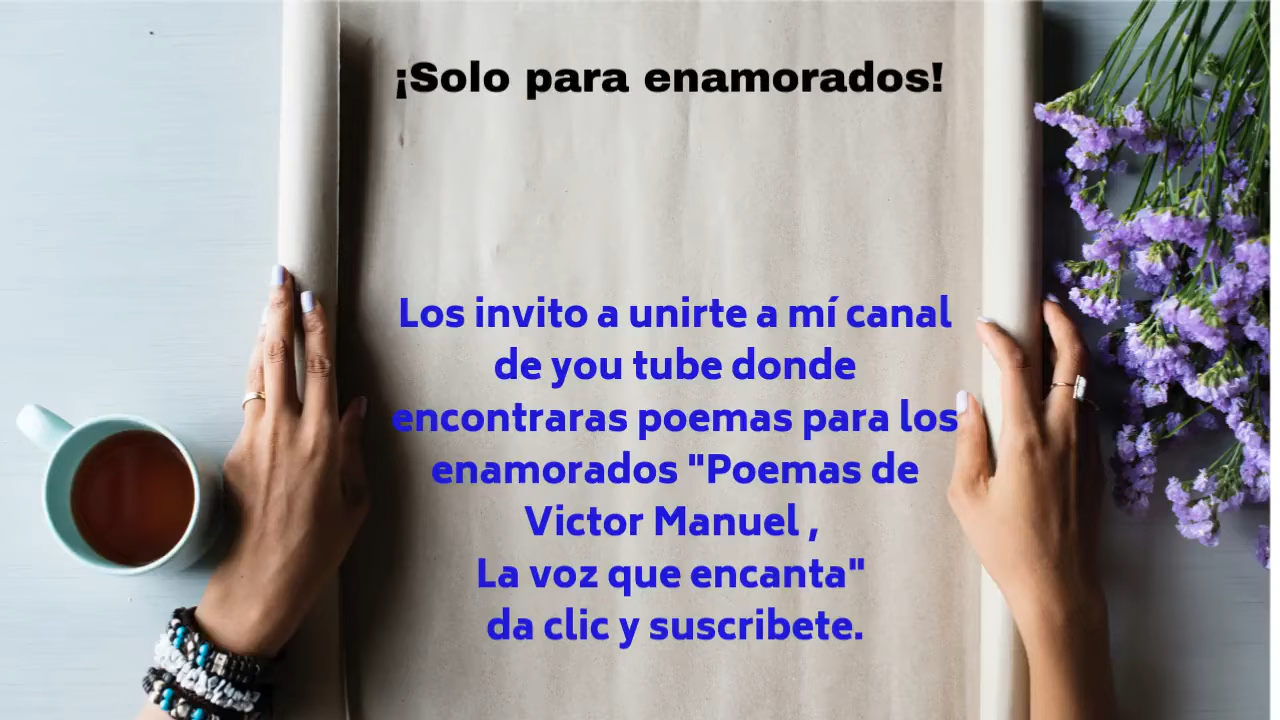 ¡Solo para enamorados!
Los invito a unirte a mí canal
de you tube donde
encontraras poemas para los
enamorados "Poemas de
Victor Manuel ,
La voz que encanta"
da clic y suscribete.